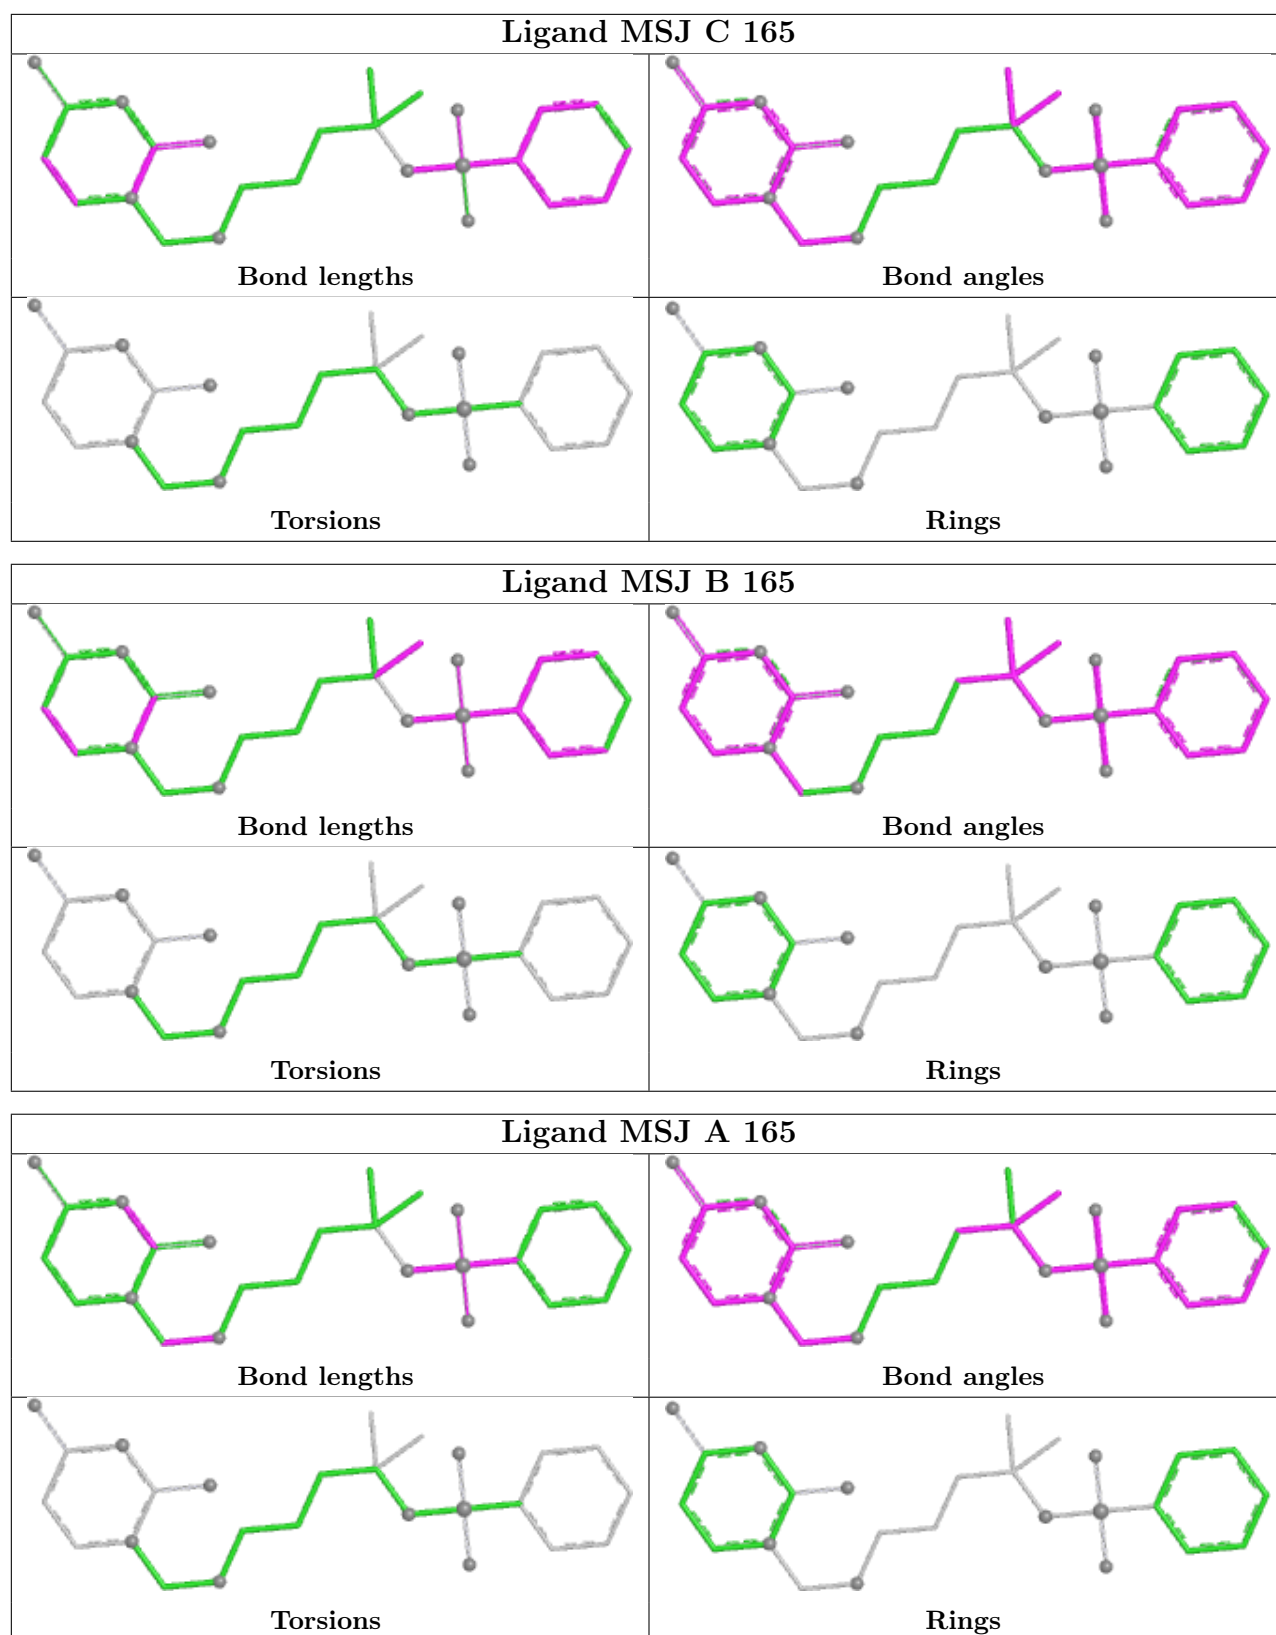 Ligand MSJ C 165
Bond lengths
Bond angles
Torsions
Rings
Ligand MSJ B 165
Bond lengths
Bond angles
Torsions
Rings
Ligand MSJ A 165
Bond lengths
Bond angles
Torsions
Rings